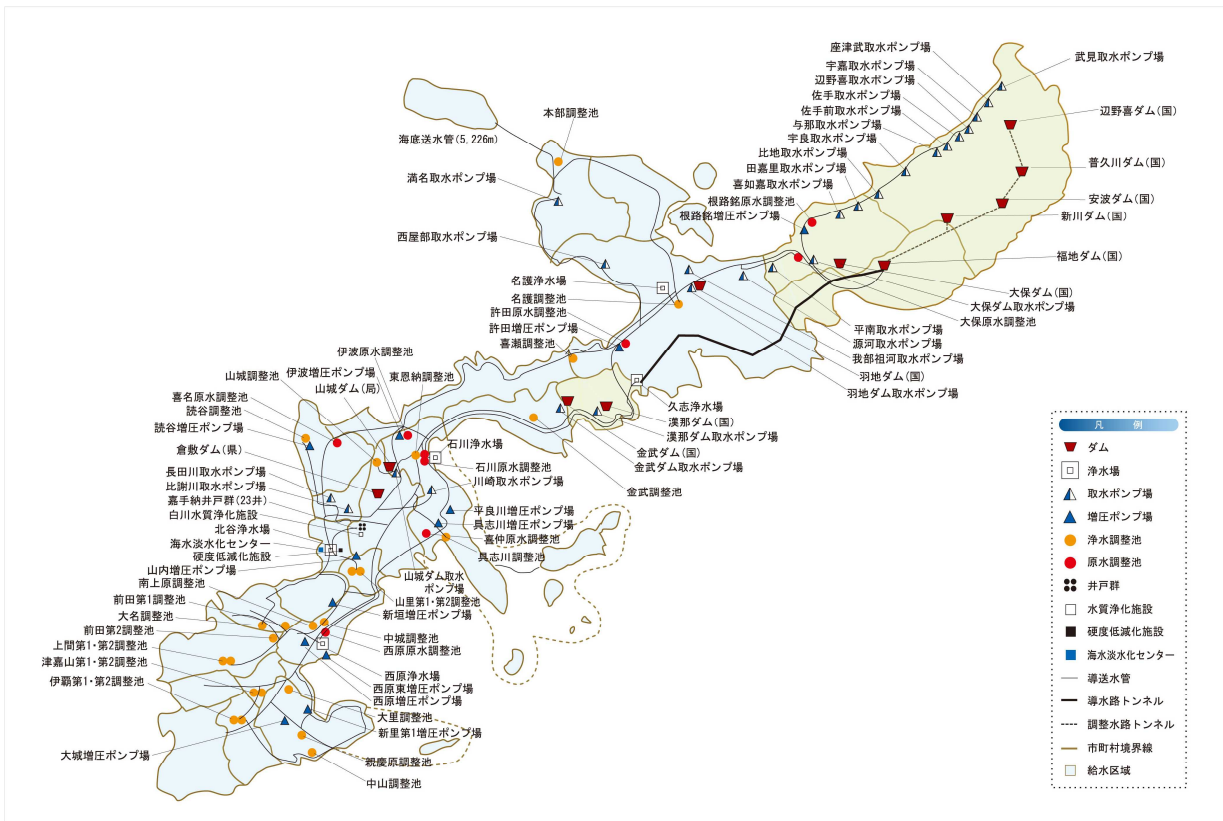 座津武取水ポンプ場
武見取水ポンプ場
宇嘉取水ポンプ場
辺野喜取水ポンプ場
佐手取水ポンプ場
佐手前取水ポンプ場
与那取水ポンプ場
宇良取水ポンプ場
比地取水ポンプ場
田嘉里取水ポンプ場
喜如嘉取水ポンプ場
根路銘原水調整池
根路銘増圧ポンプ場
辺野喜ダム(国)
普久川ダム(国)
安波ダム(国)
新川ダム(国)
福地ダム(国)
大保ダム(国)
大保ダム取水ポンプ場
大保原水調整池
平南取水ポンプ場
源河取水ポンプ場
我部祖河取水ポンプ場
羽地ダム(国)
羽地ダム取水ポンプ場
本部調整池
海底送水管(5,226m)
満名取水ポンプ場
西屋部取水ポンプ場
名護浄水場
名護調整池
許田原水調整池
許田増圧ポンプ場
喜瀬調整池
久志浄水場
漢那ダム(国)
漢那ダム取水ポンプ場
金武ダム(国)
金武ダム取水ポンプ場
金武調整池
伊波原水調整池
伊波増圧ポンプ場
東恩納調整池
山城調整池
山城ダム(局)
喜名原水調整池
読谷調整池
読谷増圧ポンプ場
倉敷ダム(県)
長田川取水ポンプ場
比謝川取水ポンプ場
嘉手納井戸群(23井)
白川水質浄化施設
北谷浄水場
海水淡水化センター
硬度低減化施設
山内増圧ポンプ場
南上原調整池
前田第1調整池
大名調整池
前田第2調整池
上間第1・第2調整池
津嘉山第1・第2調整池
伊覇第1・第2調整池
大城増圧ポンプ場
石川浄水場
石川原水調整池
川崎取水ポンプ場
平良川増圧ポンプ場
具志川増圧ポンプ場
喜仲原水調整池
具志川調整池
山城ダム取水
ポンプ場
山里第1・第2調整池
新垣増圧ポンプ場
中城調整池
西原原水調整池
西原浄水場
西原東増圧ポンプ場
西原増圧ポンプ場
大里調整池
新里第1増圧ポンプ場
親慶原調整池
中山調整池
凡 例
ダム
浄水場
取水ポンプ場
増圧ポンプ場
浄水調整池
原水調整池
井戸群
水質浄化施設
硬度低減化施設
海水淡水化センター
導送水管
導水路トンネル
調整水路トンネル
市町村境界線
給水区域